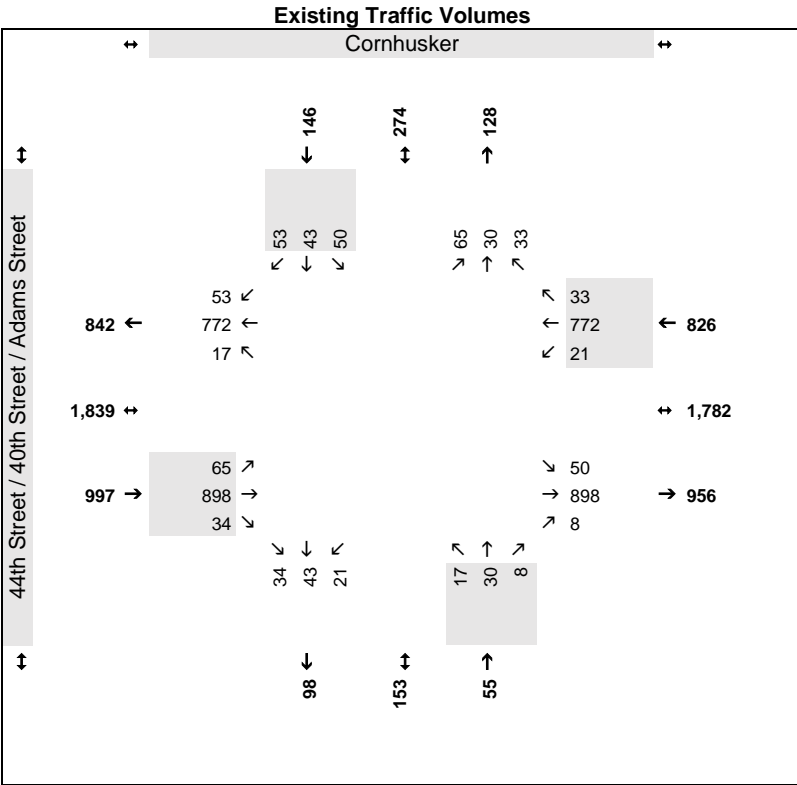 Existing Traffic Volumes
↔ Cornhusker ↔
146 274 128
↓ ↕ ↑
↕
44th Street / 40th Street / Adams Street
53 43 50 65 30 33
↙ ↓ ↘ ↗ ↑ ↖
53 ↙ ↖ 33
842 ← 772 ← ← 772 ← 826
17 ↖ ↙ 21
1,839 ↔ ↔ 1,782
65 ↗ ↘ 50
997 → 898 → → 898 → 956
34 ↘ ↗ 8
↘ ↓ ↙ ↖ ↑ ↗
34 43 21 17 30 8
↕ ↓ ↕ ↑
98 153 55